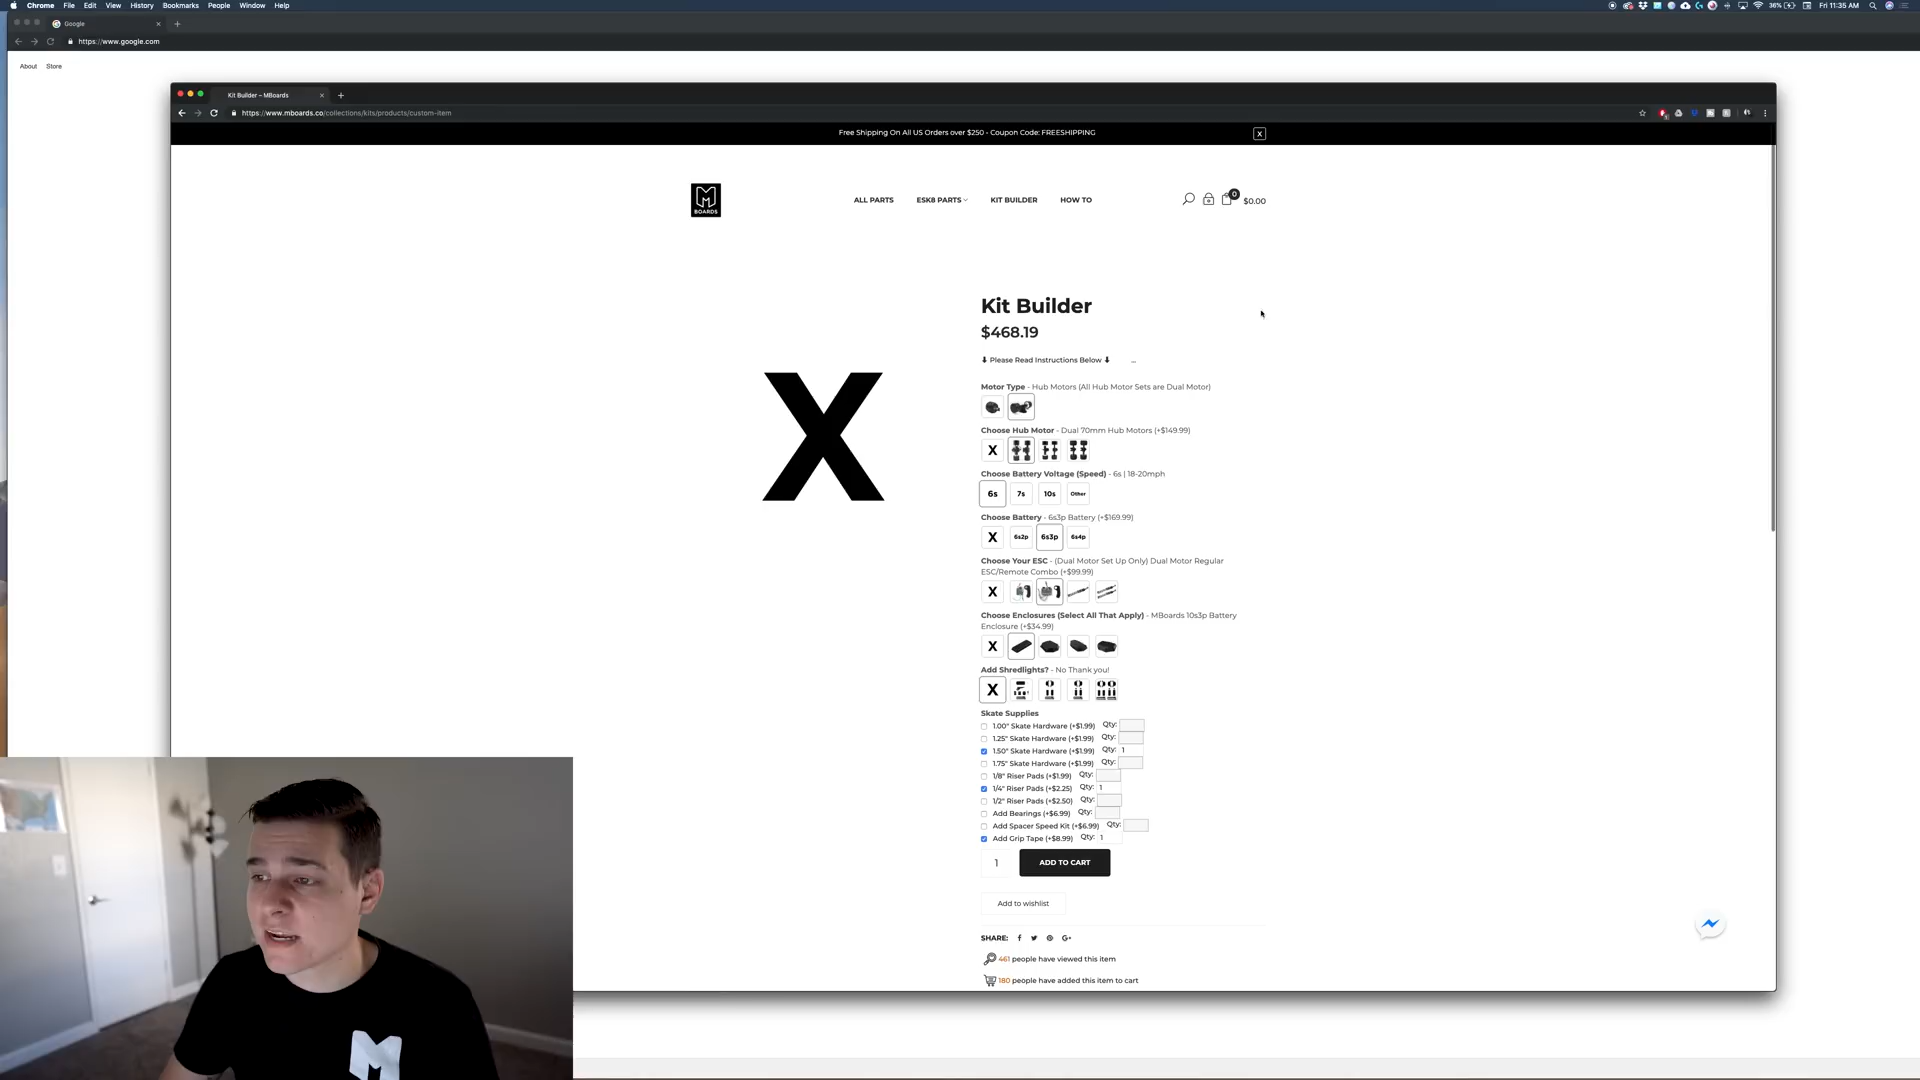 Chrome File Edit View History Bookmarks People Window Help
36% Fri 11:35 AM
Google
https://www.google.com
About Store
Kit Builder – MBoards
https://www.mboards.co/collections/kits/products/custom-item
Free Shipping On All US Orders over $250 - Coupon Code: FREESHIPPING X
M BOARDS
ALL PARTS ESK8 PARTS KIT BUILDER HOW TO 0 $0.00
Kit Builder
$468.19
⬇ Please Read Instructions Below ⬇ ...
X
Motor Type - Hub Motors (All Hub Motor Sets are Dual Motor)
Choose Hub Motor - Dual 70mm Hub Motors (+$149.99)
X
Choose Battery Voltage (Speed) - 6s | 18-20mph
6s 7s 10s Other
Choose Battery - 6s3p Battery (+$169.99)
X 6s2p 6s3p 6s4p
Choose Your ESC - (Dual Motor Set Up Only) Dual Motor Regular
ESC/Remote Combo (+$99.99)
X
Choose Enclosures (Select All That Apply) - MBoards 10s3p Battery
Enclosure (+$34.99)
X
Add Shredlights? - No Thank you!
X
Skate Supplies
1.00" Skate Hardware (+$1.99) Qty:
1.25" Skate Hardware (+$1.99) Qty:
1.50" Skate Hardware (+$1.99) Qty: 1
1.75" Skate Hardware (+$1.99) Qty:
1/8" Riser Pads (+$1.99) Qty:
1/4" Riser Pads (+$2.25) Qty: 1
1/2" Riser Pads (+$2.50) Qty:
Add Bearings (+$6.99) Qty:
Add Spacer Speed Kit (+$6.99) Qty:
Add Grip Tape (+$8.99) Qty: 1
1 ADD TO CART
Add to wishlist
SHARE: G+
461 people have viewed this item
180 people have added this item to cart
M